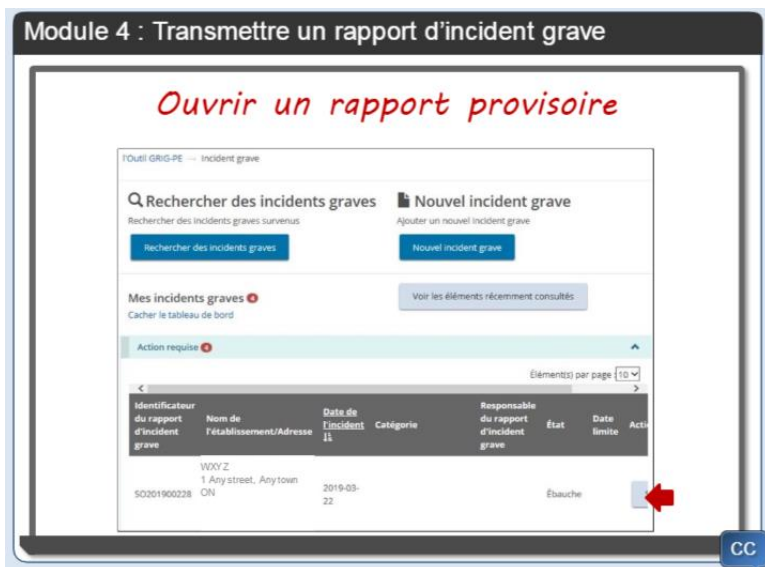 Module 4 : Transmettre un rapport d'incident grave
Ouvrir un rapport provisoire
l'Outil GRIG-PE → Incident grave
Rechercher des incidents graves
Nouvel incident grave
Rechercher des incidents graves survenus
Ajouter un nouvel incident grave
Rechercher des incidents graves
Nouvel incident grave
Mes incidents graves 4
Voir les éléments récemment consultés
Cacher le tableau de bord
Action requise 4
Élément(s) par page : 10
Identificateur du rapport d'incident grave
Nom de l'établissement/Adresse
Date de l'incident
Catégorie
Responsable du rapport d'incident grave
État
Date limite
Acti
SO201900228
WXYZ
1 Any street, Anytown
ON
2019-03-
22
Ébauche
CC